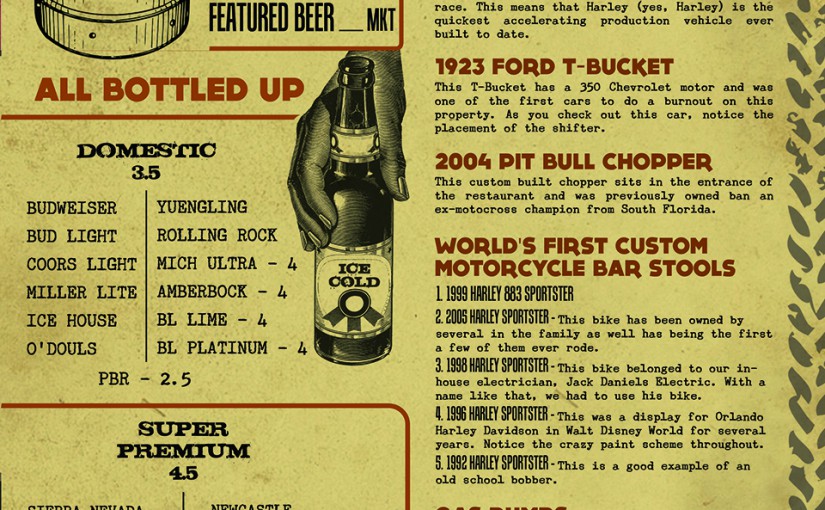 FEATURED BEER __ MKT
ALL BOTTLED UP
DOMESTIC
3.5
BUDWEISER
BUD LIGHT
COORS LIGHT
MILLER LITE
ICE HOUSE
O'DOULS
YUENGLING
ROLLING ROCK
MICH ULTRA - 4
AMBERBOCK - 4
BL LIME - 4
BL PLATINUM - 4
PBR - 2.5
ICE
COLD
SUPER
PREMIUM
4.5
SIERRA NEVADA
NEWCASTLE
race. This means that Harley (yes, Harley) is the
quickest accelerating production vehicle ever
built to date.
1923 FORD T-BUCKET
This T-Bucket has a 350 Chevrolet motor and was
one of the first cars to do a burnout on this
property. As you check out this car, notice the
placement of the shifter.
2004 PIT BULL CHOPPER
This custom built chopper sits in the entrance of
the restaurant and was previously owned ban an
ex-motocross champion from South Florida.
WORLD'S FIRST CUSTOM
MOTORCYCLE BAR STOOLS
1. 1999 HARLEY 883 SPORTSTER
2. 2005 HARLEY SPORTSTER - This bike has been owned by
several in the family as well has being the first
a few of them ever rode.
3. 1998 HARLEY SPORTSTER - This bike belonged to our in-
house electrician, Jack Daniels Electric. With a
name like that, we had to use his bike.
4. 1996 HARLEY SPORTSTER - This was a display for Orlando
Harley Davidson in Walt Disney World for several
years. Notice the crazy paint scheme throughout.
5. 1992 HARLEY SPORTSTER - This is a good example of an
old school bobber.
GAS PUMPS